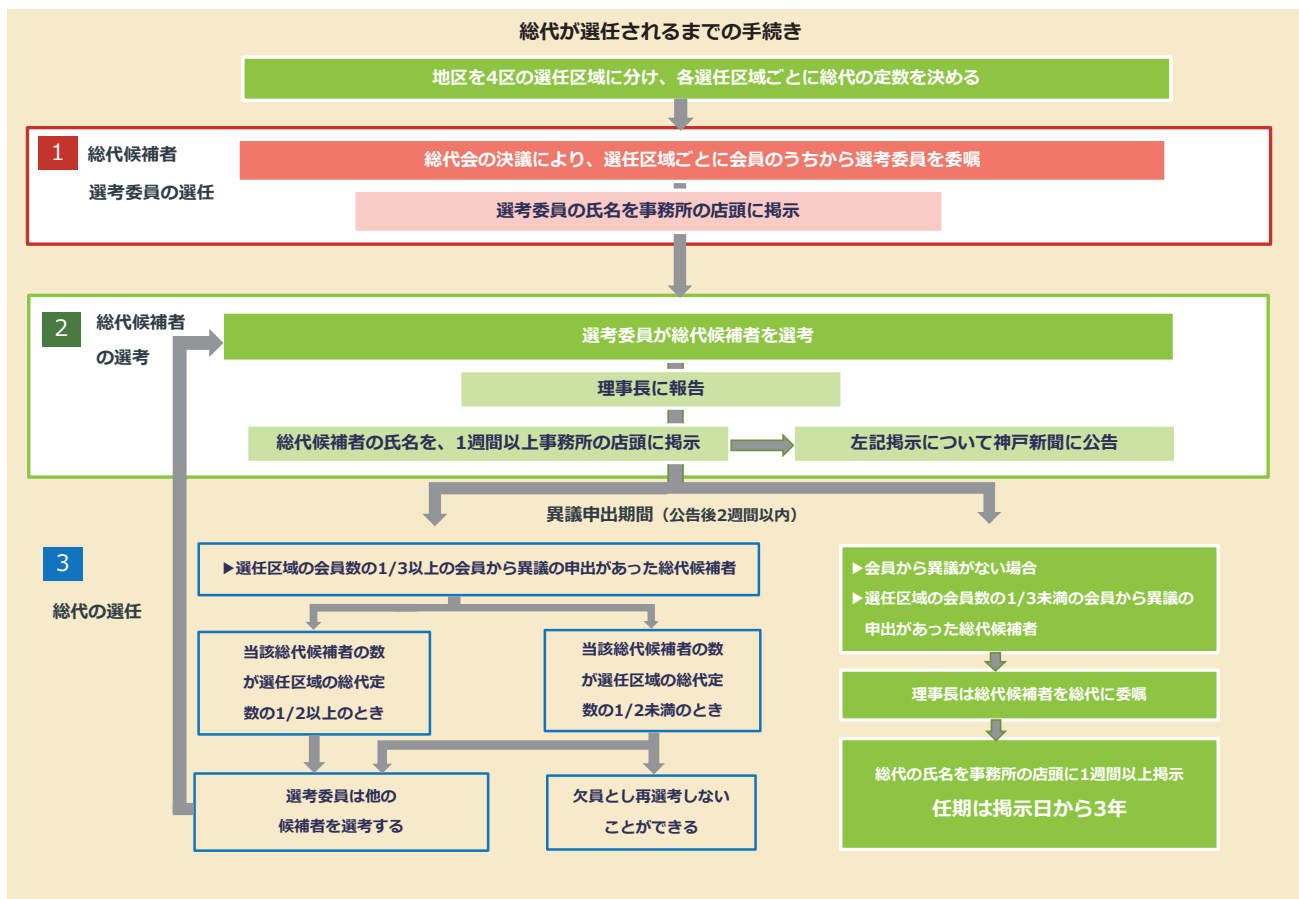 総代が選任されるまでの手続き
地区を4区の選任区域に分け、各選任区域ごとに総代の定数を決める
1
総代候補者
選考委員の選任
総代会の決議により、選任区域ごとに会員のうちから選考委員を委嘱
選考委員の氏名を事務所の店頭に掲示
2
総代候補者
の選考
選考委員が総代候補者を選考
理事長に報告
総代候補者の氏名を、1週間以上事務所の店頭に掲示
左記掲示について神戸新聞に公告
異議申出期間（公告後2週間以内）
3
総代の選任
▶選任区域の会員数の1/3以上の会員から異議の申出があった総代候補者
当該総代候補者の数
が選任区域の総代定
数の1/2以上のとき
当該総代候補者の数
が選任区域の総代定
数の1/2未満のとき
選考委員は他の
候補者を選考する
欠員とし再選考しない
ことができる
▶会員から異議がない場合
▶選任区域の会員数の1/3未満の会員から異議の
申出があった総代候補者
理事長は総代候補者を総代に委嘱
総代の氏名を事務所の店頭に1週間以上掲示
任期は掲示日から3年